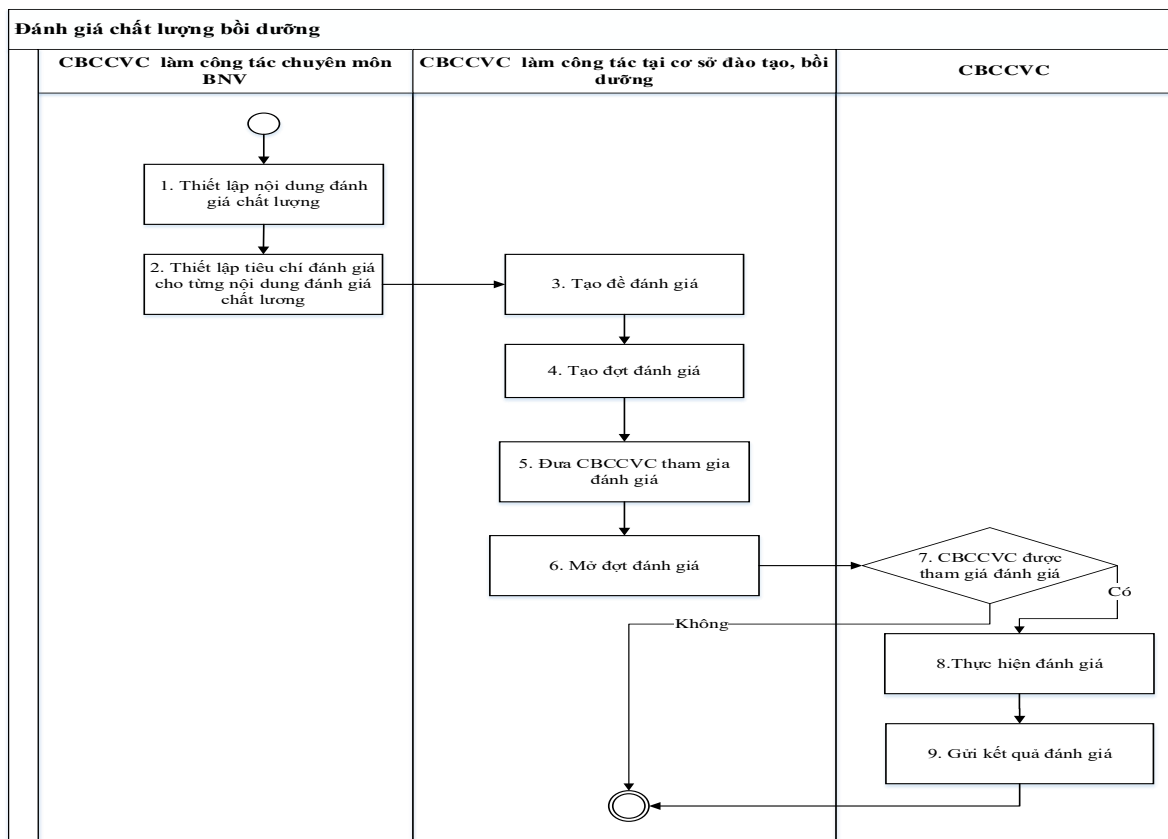 Đánh giá chất lượng bồi dưỡng
CBCCVC làm công tác chuyên môn
BNV
CBCCVC làm công tác tại cơ sở đào tạo, bồi
dưỡng
CBCCVC
1. Thiết lập nội dung đánh
giá chất lượng
2. Thiết lập tiêu chí đánh giá
cho từng nội dung đánh giá
chất lương
3. Tạo đề đánh giá
4. Tạo đợt đánh giá
5. Đưa CBCCVC tham gia
đánh giá
6. Mở đợt đánh giá
7. CBCCVC được
tham giá đánh giá
Có
Không
8.Thực hiện đánh giá
9. Gửi kết quả đánh giá